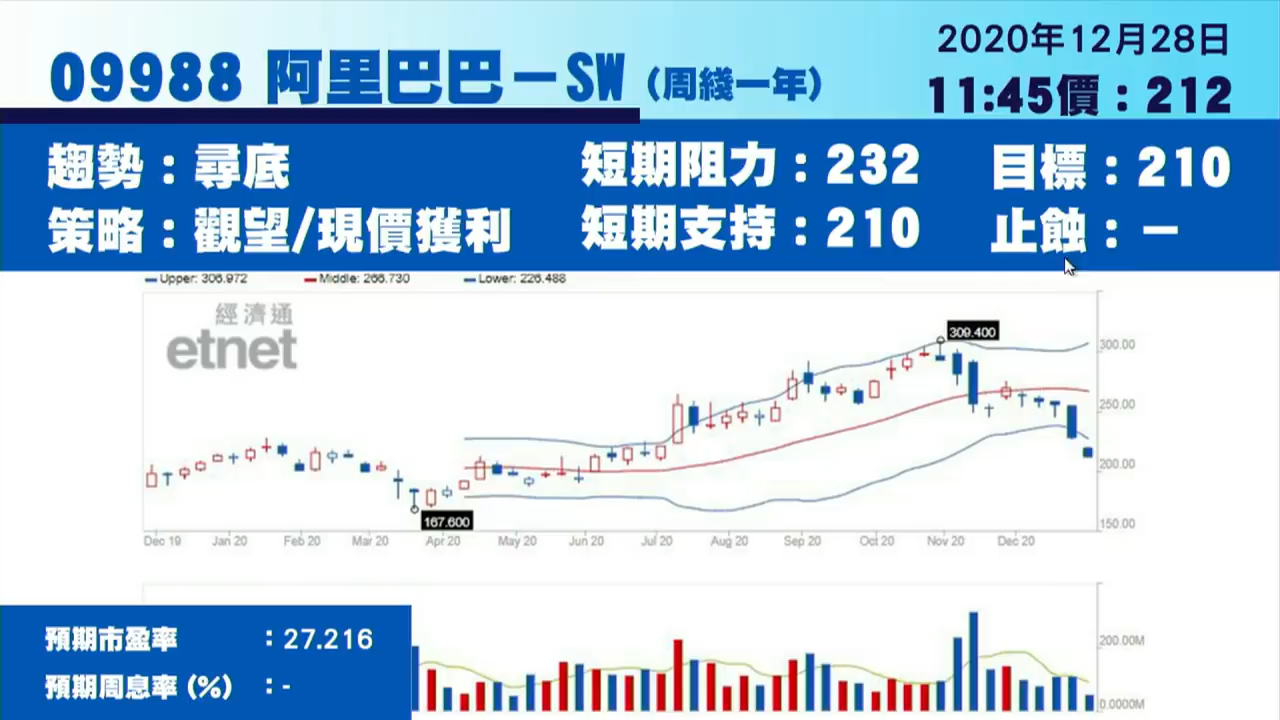 09988 阿里巴巴－SW（周綫一年）
2020年12月28日
11:45價：212
趨勢：尋底
短期阻力：232
目標：210
策略：觀望/現價獲利
短期支持：210
止蝕：－
Upper: 306.972 Middle: 266.730 Lower: 226.488
經濟通
etnet
309.400
300.00
250.00
200.00
167.600
150.00
Dec 19 Jan 20 Feb 20 Mar 20 Apr 20 May 20 Jun 20 Jul 20 Aug 20 Sep 20 Oct 20 Nov 20 Dec 20
預期市盈率：27.216
200.00M
預期周息率(%)：-
0.0000M